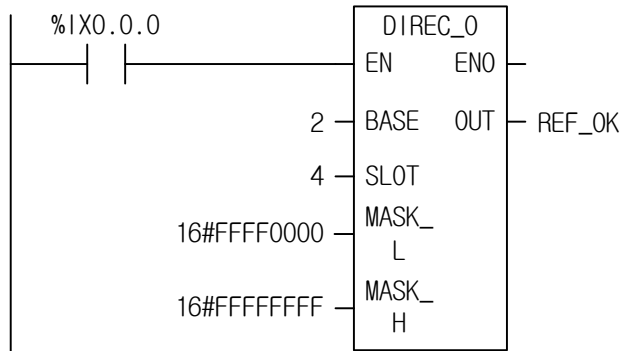 %IX0.0.0
DIREC_O
EN ENO
2 BASE OUT REF_OK
4 SLOT
16#FFFF0000 MASK_
L
16#FFFFFFFF MASK_
H